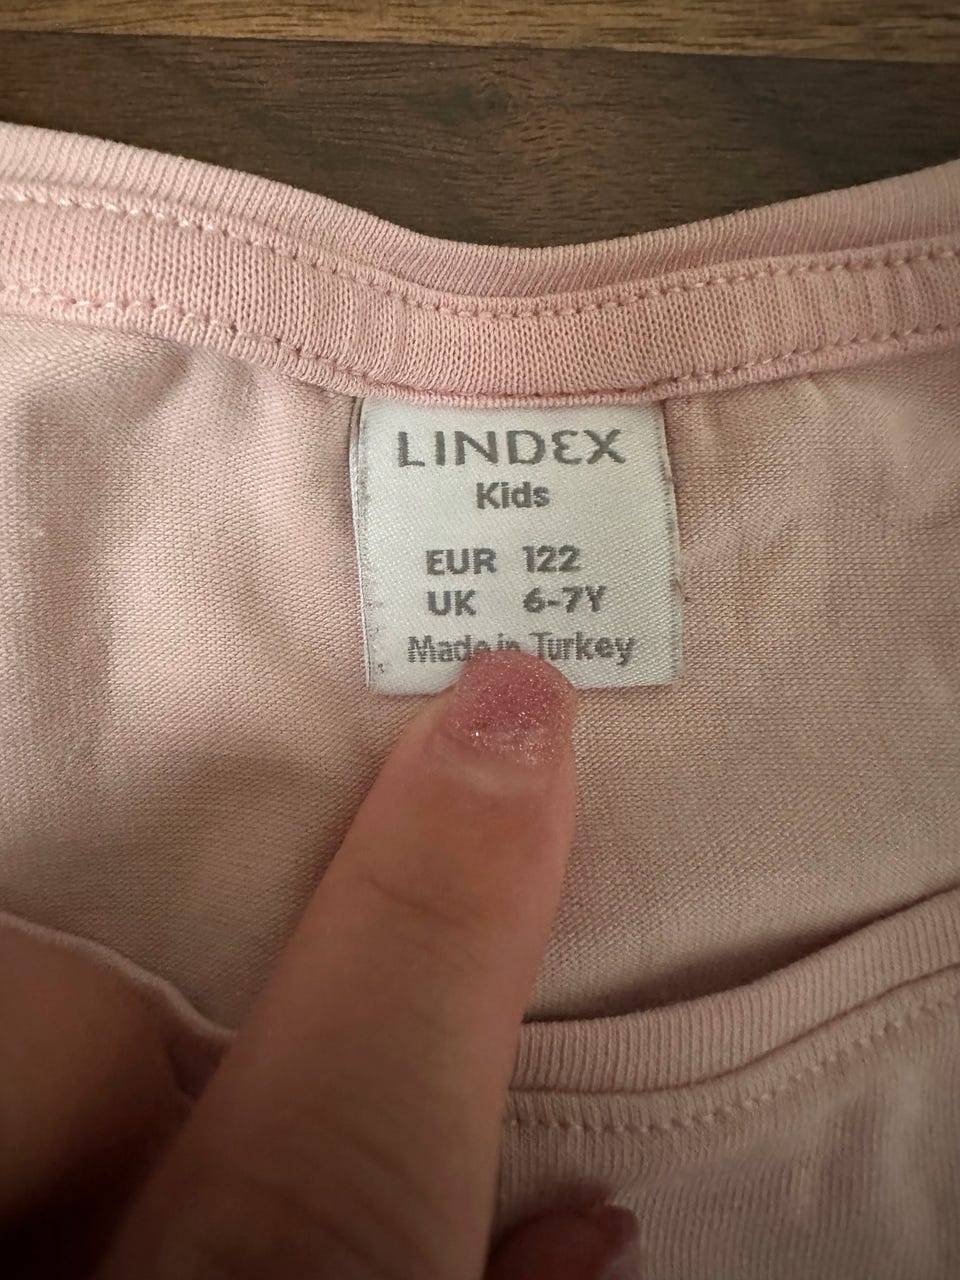 LINDEX
Kids
EUR 122
UK 6-7Y
Made in Turkey